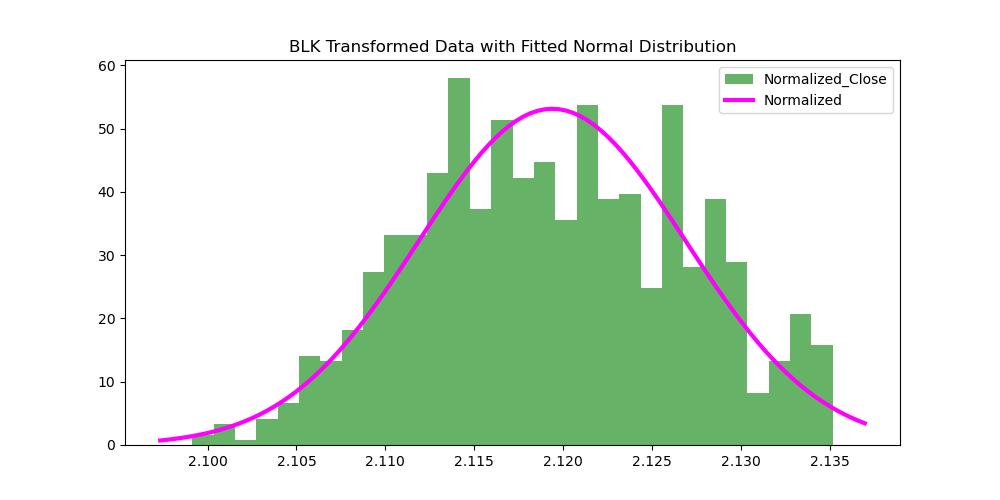 BLK Transformed Data with Fitted Normal Distribution
Normalized_Close
Normalized
60
50
40
30
20
10
0
2.100 2.105 2.110 2.115 2.120 2.125 2.130 2.135